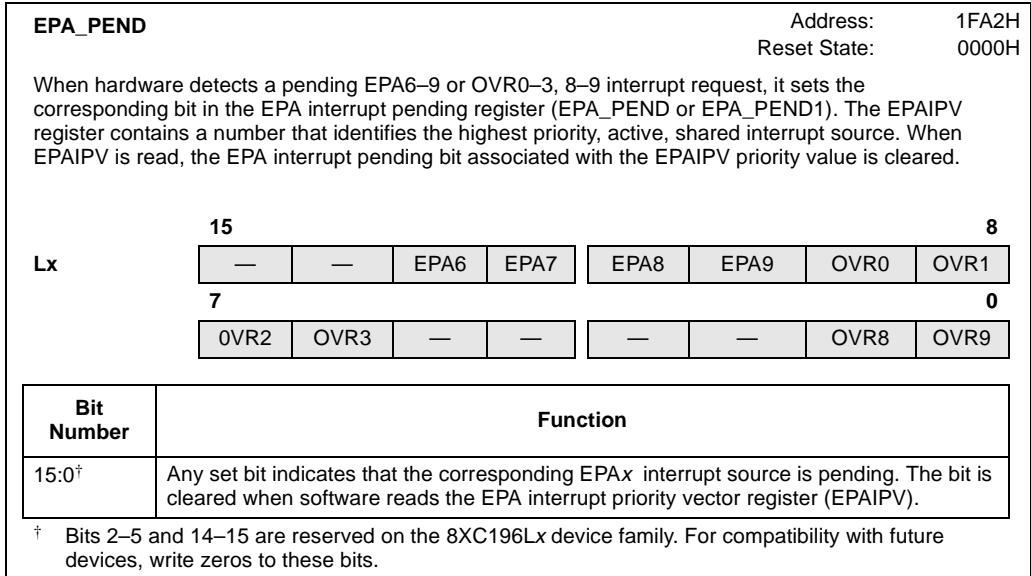 EPA_PEND Address: 1FA2H
Reset State: 0000H
When hardware detects a pending EPA6–9 or OVR0–3, 8–9 interrupt request, it sets the
corresponding bit in the EPA interrupt pending register (EPA_PEND or EPA_PEND1). The EPAIPV
register contains a number that identifies the highest priority, active, shared interrupt source. When
EPAIPV is read, the EPA interrupt pending bit associated with the EPAIPV priority value is cleared.
15 8
Lx — — EPA6 EPA7 EPA8 EPA9 OVR0 OVR1
7 0
0VR2 OVR3 — — — — OVR8 OVR9
Bit
Number
Function
15:0† Any set bit indicates that the corresponding EPAx interrupt source is pending. The bit is
cleared when software reads the EPA interrupt priority vector register (EPAIPV).
† Bits 2–5 and 14–15 are reserved on the 8XC196Lx device family. For compatibility with future
devices, write zeros to these bits.